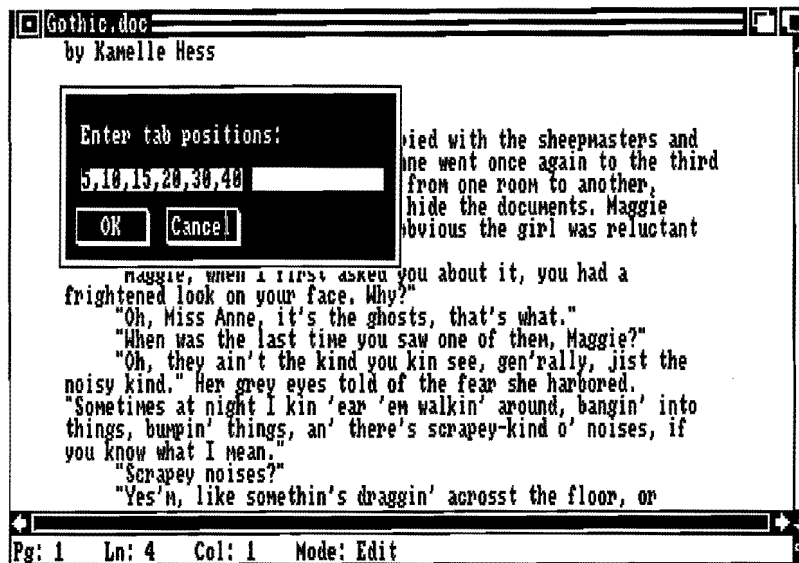 Gothic.doc
by Kamelle Hess
Enter tab positions:
5,10,15,20,30,40
OK Cancel
pied with the sheepmasters and
nne went once again to the third
from one room to another,
hide the documents. Maggie
obvious the girl was reluctant
"Maggie, when I first asked you about it, you had a
frightened look on your face. Why?"
"Oh, Miss Anne, it's the ghosts, that's what."
"When was the last time you saw one of them, Maggie?"
"Oh, they ain't the kind you kin see, gen'rally, jist the
noisy kind." Her grey eyes told of the fear she harbored.
"Sometimes at night I kin 'ear 'em walkin' around, bangin' into
things, bumpin' things, an' there's scrapey-kind o' noises, if
you know what I mean."
"Scrapey noises?"
"Yes'm, like somethin's draggin' acrosst the floor, or
Pg: 1 Ln: 4 Col: 1 Mode: Edit